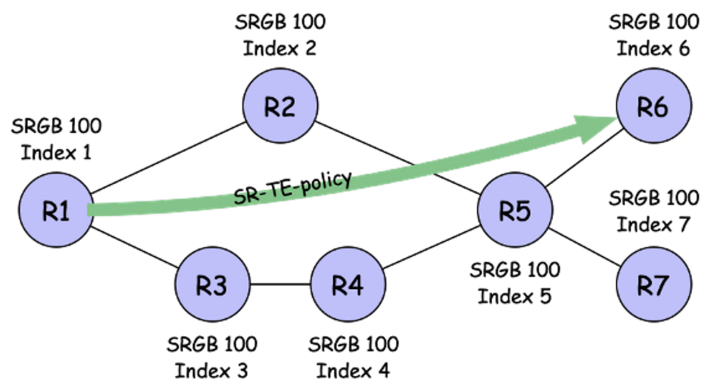 SRGB 100
Index 2
SRGB 100
Index 6
R2
R6
SRGB 100
Index 1
SR-TE-policy
R1
R5
SRGB 100
Index 7
R3
R4
SRGB 100
Index 5
R7
SRGB 100
Index 3
SRGB 100
Index 4